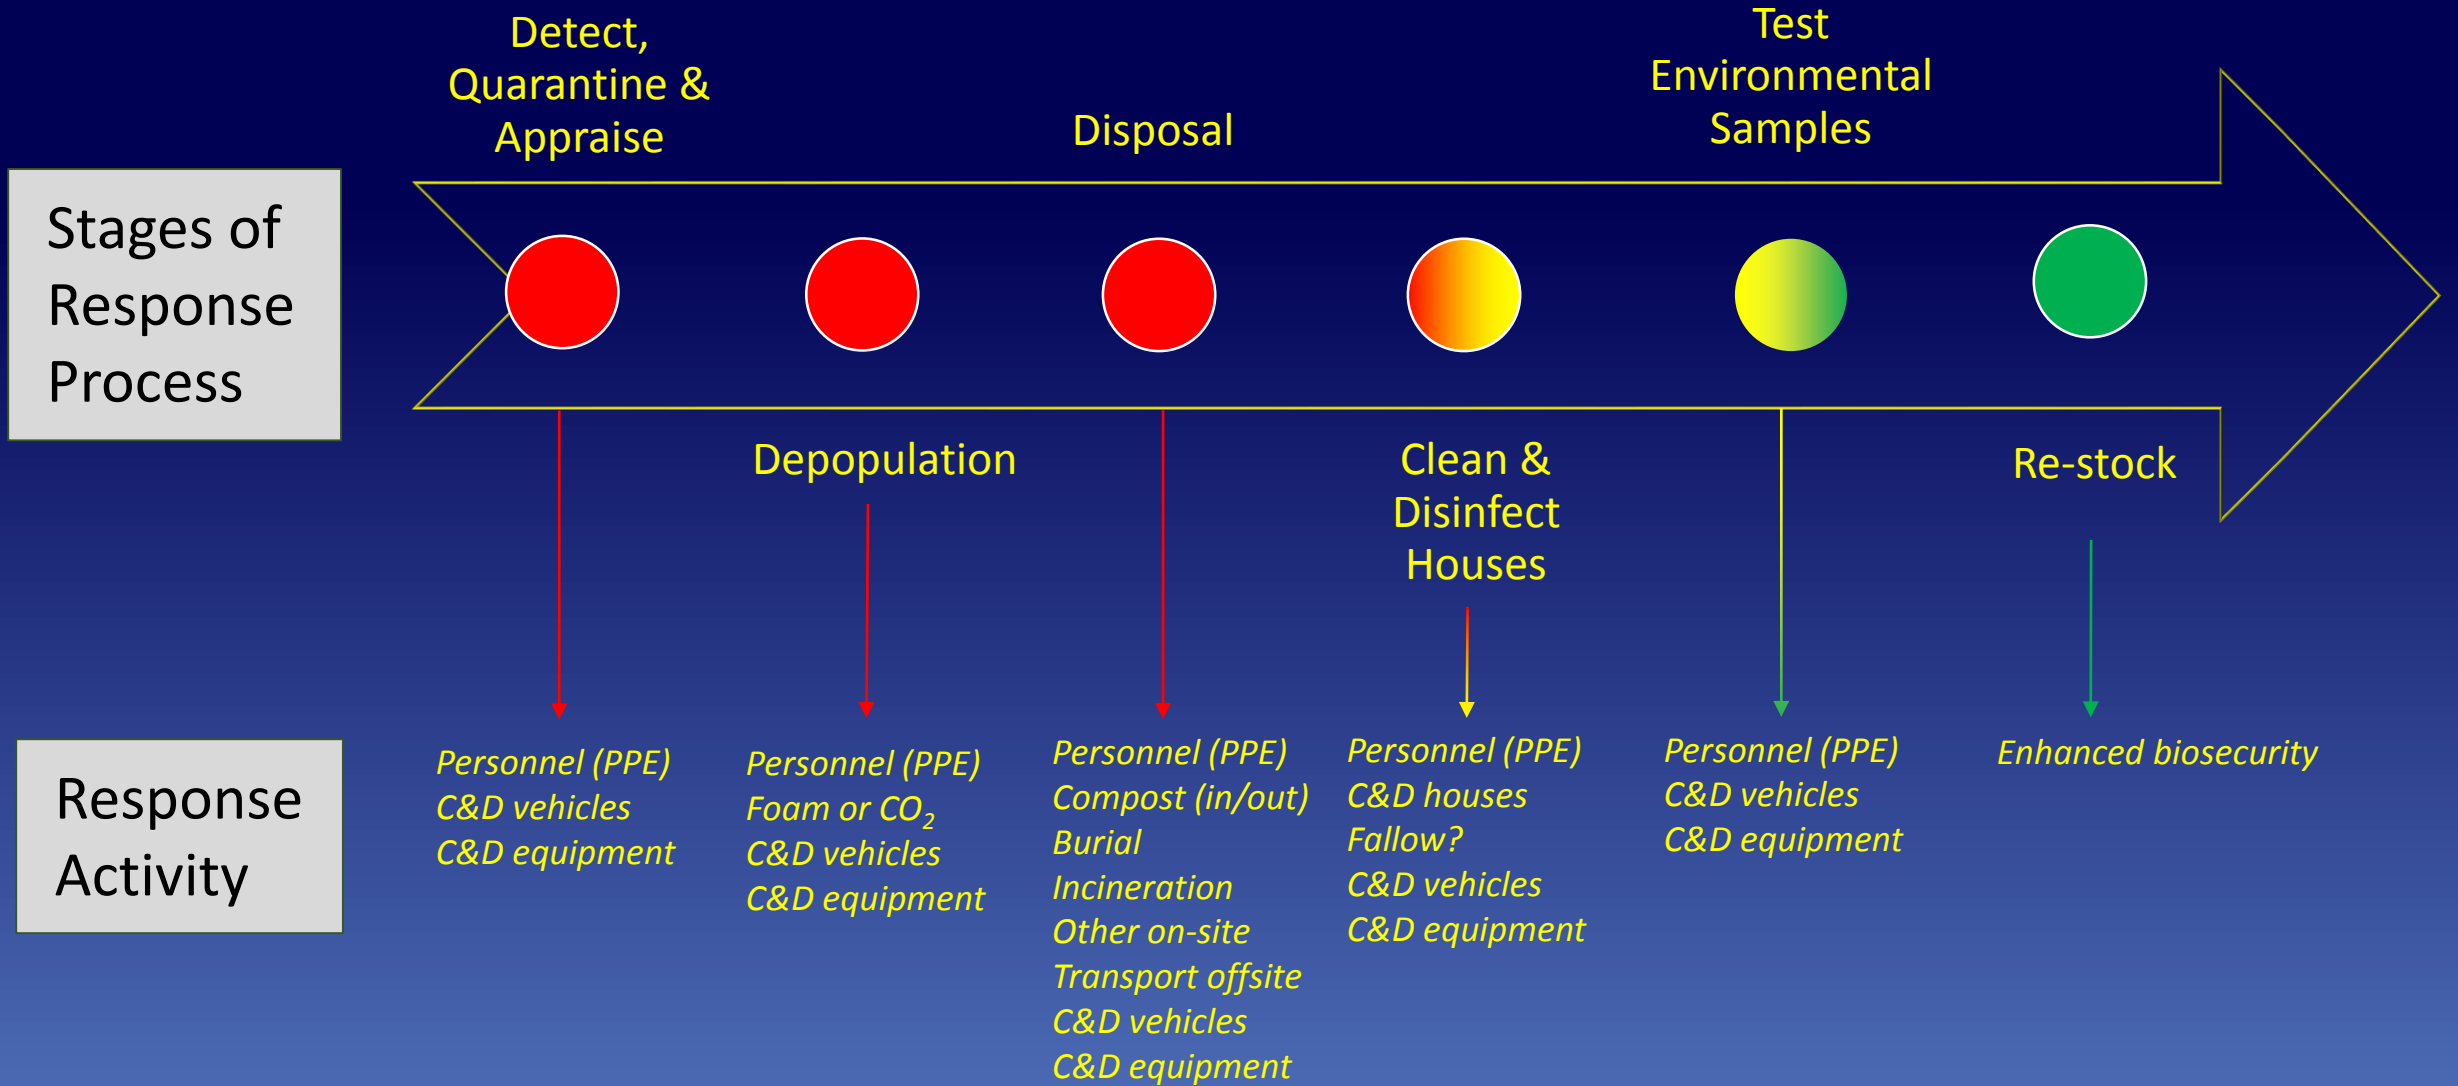 Detect,
Quarantine &
Appraise
Disposal
Test
Environmental
Samples
Stages of
Response
Process
Depopulation
Clean &
Disinfect
Houses
Re-stock
Response
Activity
Personnel (PPE)
C&D vehicles
C&D equipment
Personnel (PPE)
Foam or CO₂
C&D vehicles
C&D equipment
Personnel (PPE)
Compost (in/out)
Burial
Incineration
Other on-site
Transport offsite
C&D vehicles
C&D equipment
Personnel (PPE)
C&D houses
Fallow?
C&D vehicles
C&D equipment
Personnel (PPE)
C&D vehicles
C&D equipment
Enhanced biosecurity